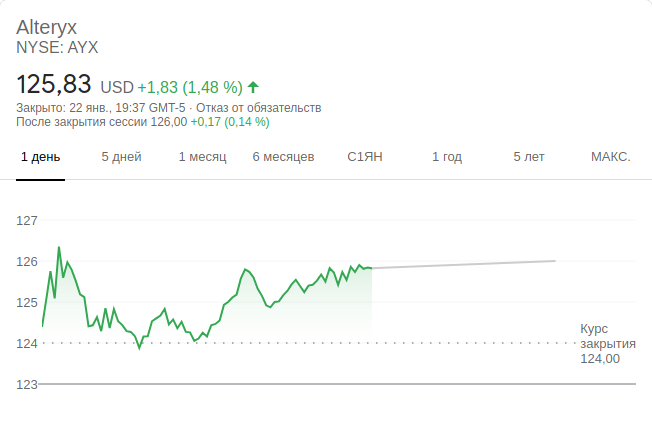 Alteryx
NYSE: AYX
125,83 USD +1,83 (1,48 %)
Закрыто: 22 янв., 19:37 GMT-5 · Отказ от обязательств
После закрытия сессии 126,00 +0,17 (0,14 %)
1 день 5 дней 1 месяц 6 месяцев С1ЯН 1 год 5 лет МАКС.
127
126
125
124
123
Курс
закрытия
124,00